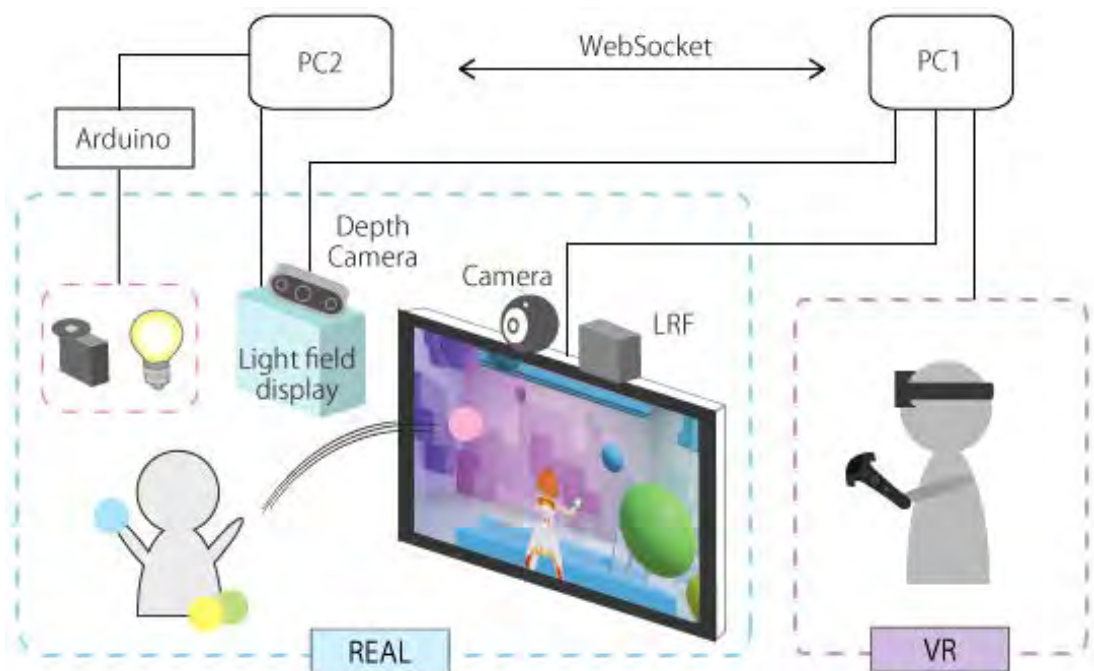 PC2
WebSocket
PC1
Arduino
Depth
Camera
Camera
LRF
Light field
display
REAL
VR